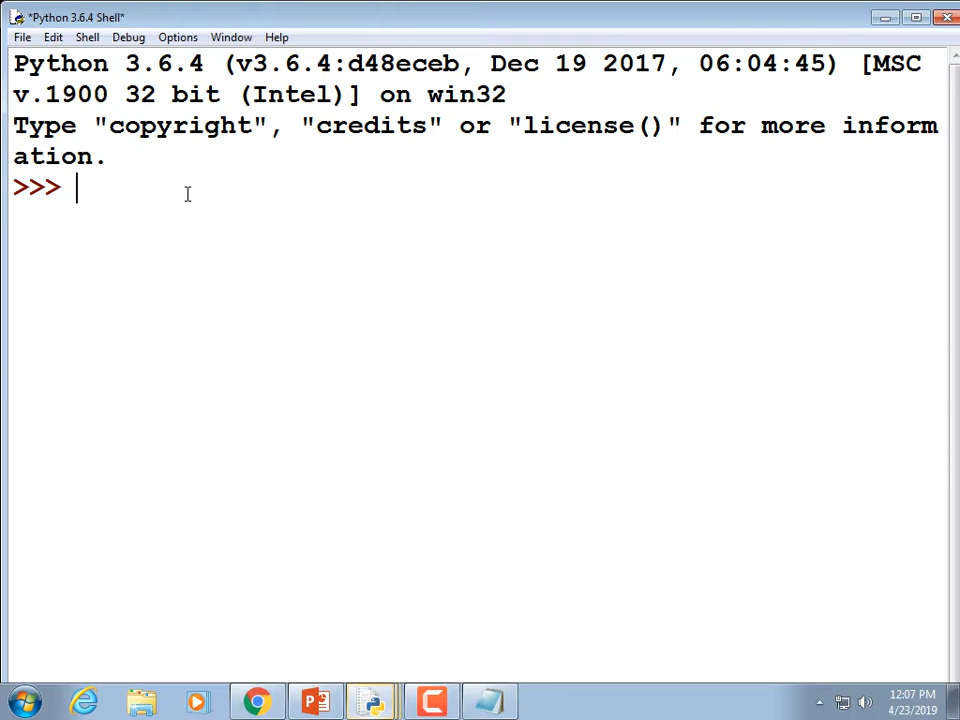 *Python 3.6.4 Shell*
File Edit Shell Debug Options Window Help
Python 3.6.4 (v3.6.4:d48eceb, Dec 19 2017, 06:04:45) [MSC
v.1900 32 bit (Intel)] on win32
Type "copyright", "credits" or "license()" for more inform
ation.
>>>
12:07 PM
4/23/2019